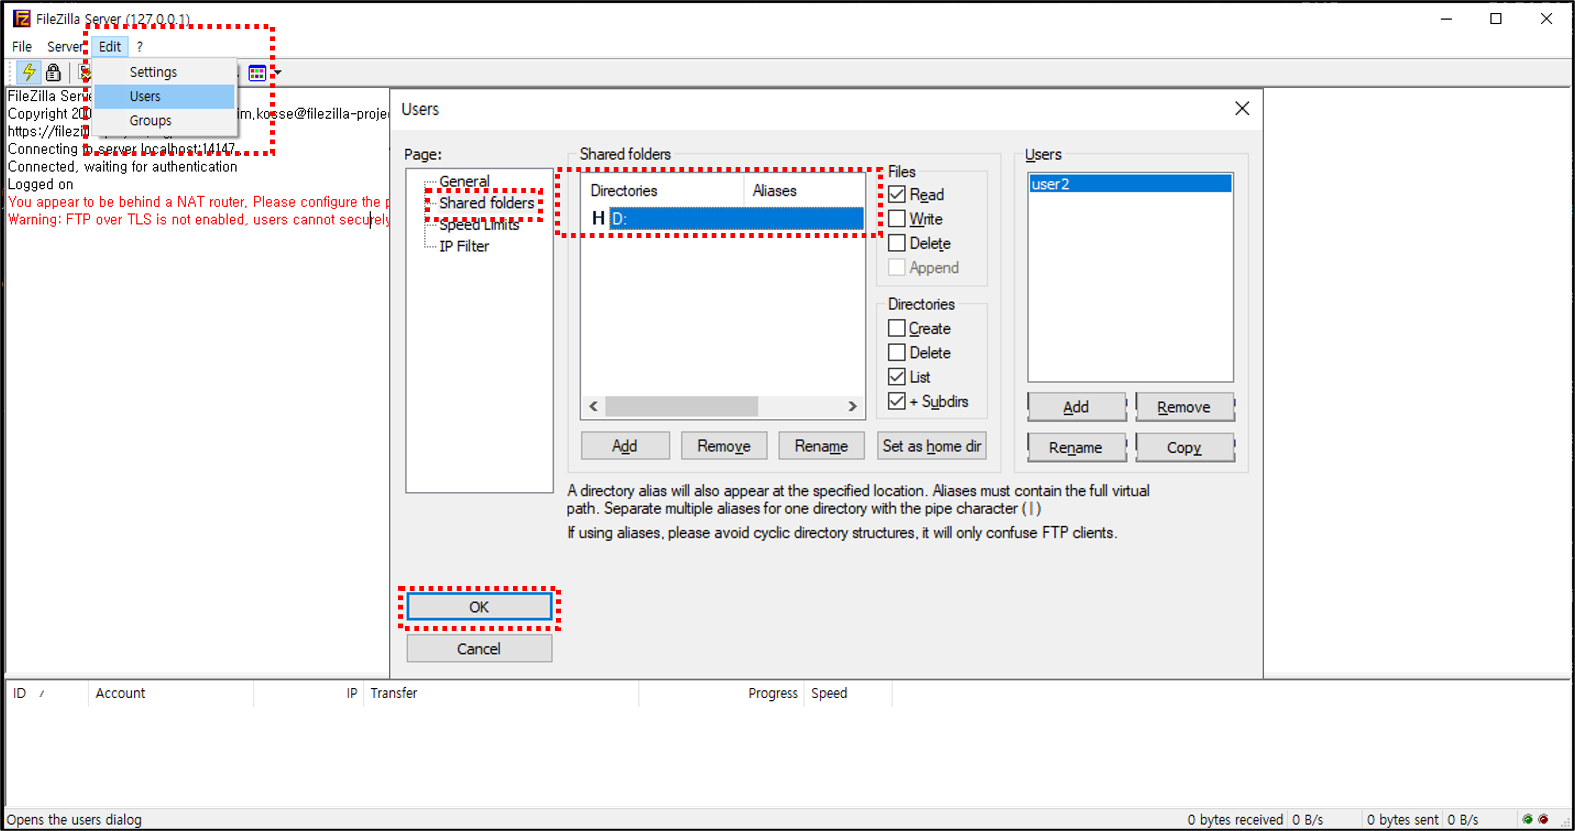 FileZilla Server (127.0.0.1)
File Server Edit ?
Settings
Users
Groups
FileZilla Serve
Copyright 200 im.kosse@filezilla-projec
https://filezill
Connecting to server localhost:14147
Connected, waiting for authentication
Logged on
You appear to be behind a NAT router. Please configure the p
Warning: FTP over TLS is not enabled, users cannot securely
Users
Page:
General
Shared folders
Speed Limits
IP Filter
OK
Cancel
Shared folders
Directories Aliases
H D:
Add Remove Rename Set as home dir
Files
Read
Write
Delete
Append
Directories
Create
Delete
List
+ Subdirs
Users
user2
Add Remove
Rename Copy
A directory alias will also appear at the specified location. Aliases must contain the full virtual
path. Separate multiple aliases for one directory with the pipe character (|)
If using aliases, please avoid cyclic directory structures, it will only confuse FTP clients.
ID / Account IP Transfer Progress Speed
Opens the users dialog 0 bytes received 0 B/s 0 bytes sent 0 B/s